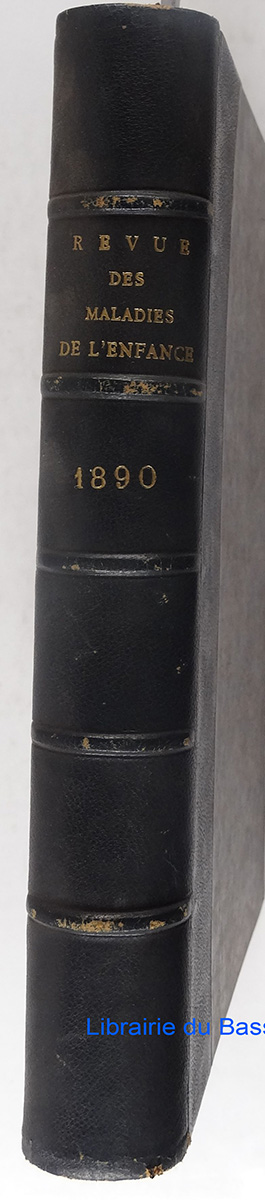 REVUE
DES
MALADIES
DE L'ENFANCE
1890
Librairie du Bass